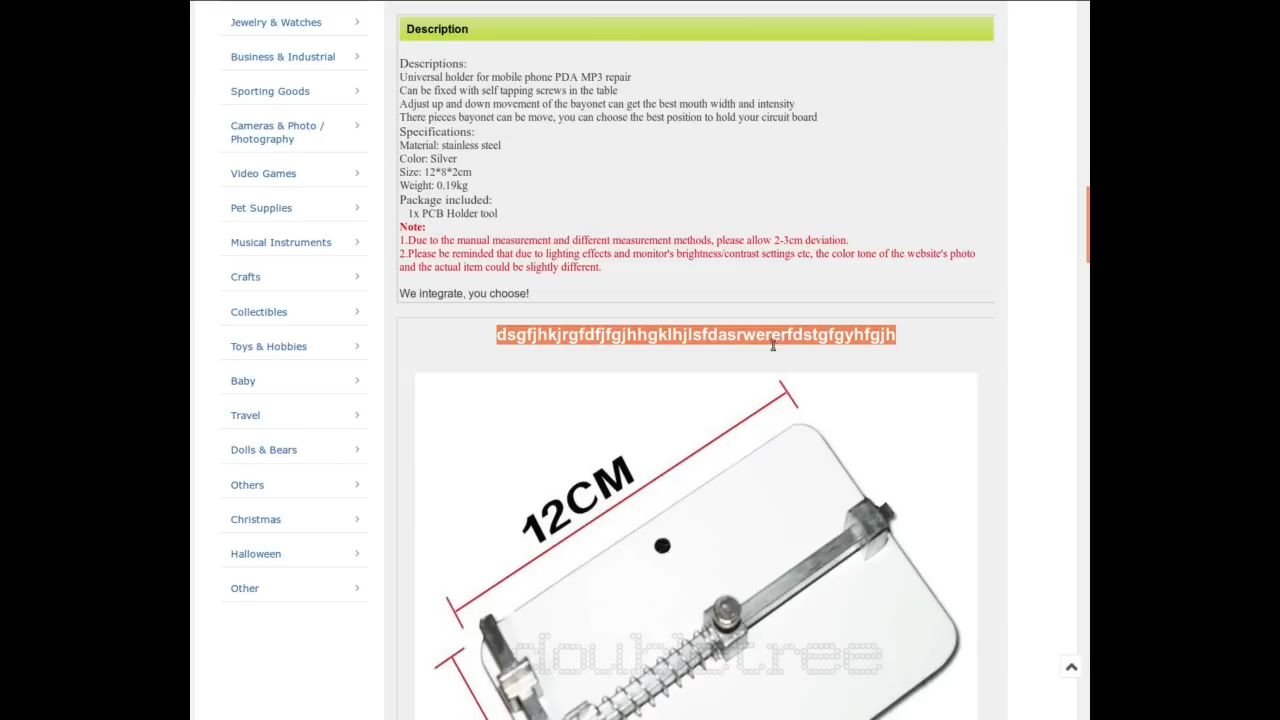 Jewelry & Watches
Business & Industrial
Sporting Goods
Cameras & Photo /
Photography
Video Games
Pet Supplies
Musical Instruments
Crafts
Collectibles
Toys & Hobbies
Baby
Travel
Dolls & Bears
Others
Christmas
Halloween
Other
Description
Descriptions:
Universal holder for mobile phone PDA MP3 repair
Can be fixed with self tapping screws in the table
Adjust up and down movement of the bayonet can get the best mouth width and intensity
There pieces bayonet can be move, you can choose the best position to hold your circuit board
Specifications:
Material: stainless steel
Color: Silver
Size: 12*8*2cm
Weight: 0.19kg
Package included:
1x PCB Holder tool
Note:
1.Due to the manual measurement and different measurement methods, please allow 2-3cm deviation.
2.Please be reminded that due to lighting effects and monitor's brightness/contrast settings etc, the color tone of the website's photo
and the actual item could be slightly different.
We integrate, you choose!
dsgfjhkjrgfdfjfgjhhgklhjlsfdasrwererfdstgfgyhfgjh
12CM